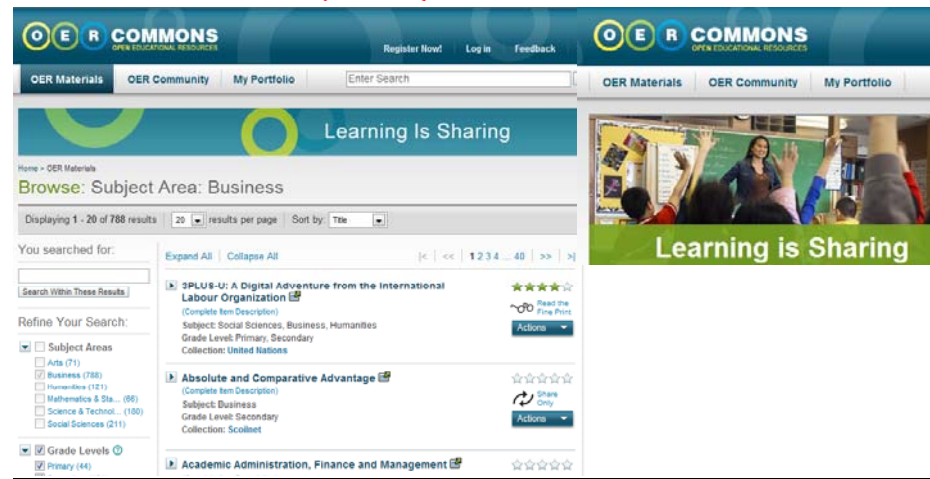 OER COMMONS
OPEN EDUCATIONAL RESOURCES
Register Now! Log in Feedback
OER Materials OER Community My Portfolio Enter Search
Learning Is Sharing
Home > OER Materials
Browse: Subject Area: Business
Displaying 1 - 20 of 788 results 20 results per page Sort by: Title
You searched for:
Search Within These Results
Refine Your Search:
Subject Areas
Arts (71)
Business (788)
Humanities (121)
Mathematics & Sta... (66)
Science & Technol... (160)
Social Sciences (211)
Grade Levels
Primary (44)
Expand All Collapse All |< << 1 2 3 4 ... 40 >> >|
3PLUS-U: A Digital Adventure from the International
Labour Organization
(Complete Item Description)
Subject: Social Sciences, Business, Humanities
Grade Level: Primary, Secondary
Collection: United Nations
Read the
Fine Print
Actions
Absolute and Comparative Advantage
(Complete Item Description)
Subject: Business
Grade Level: Secondary
Collection: Scoilnet
Share
Only
Actions
Academic Administration, Finance and Management
OER COMMONS
OPEN EDUCATIONAL RESOURCES
OER Materials OER Community My Portfolio
Learning is Sharing